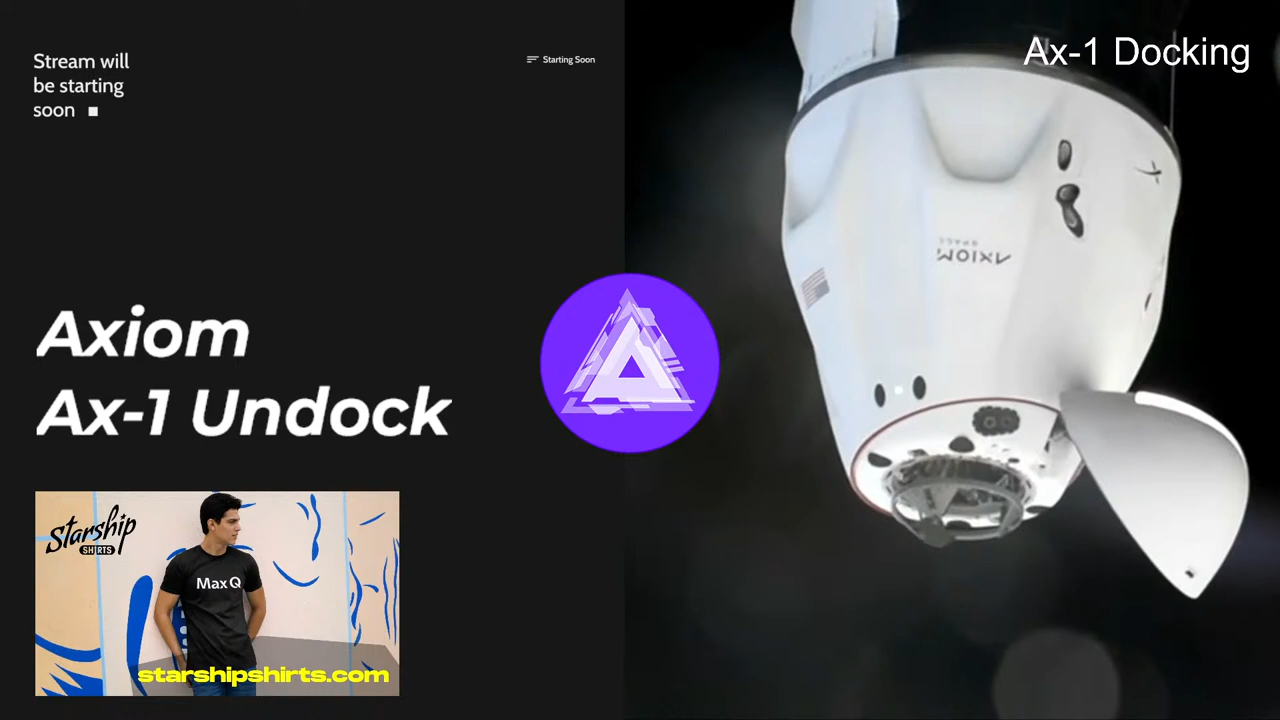 Stream will
be starting
soon
Starting Soon
Ax-1 Docking
AXIOM
SPACE
Axiom
Ax-1 Undock
Starship
SHIRTS
Max Q
starshipshirts.com